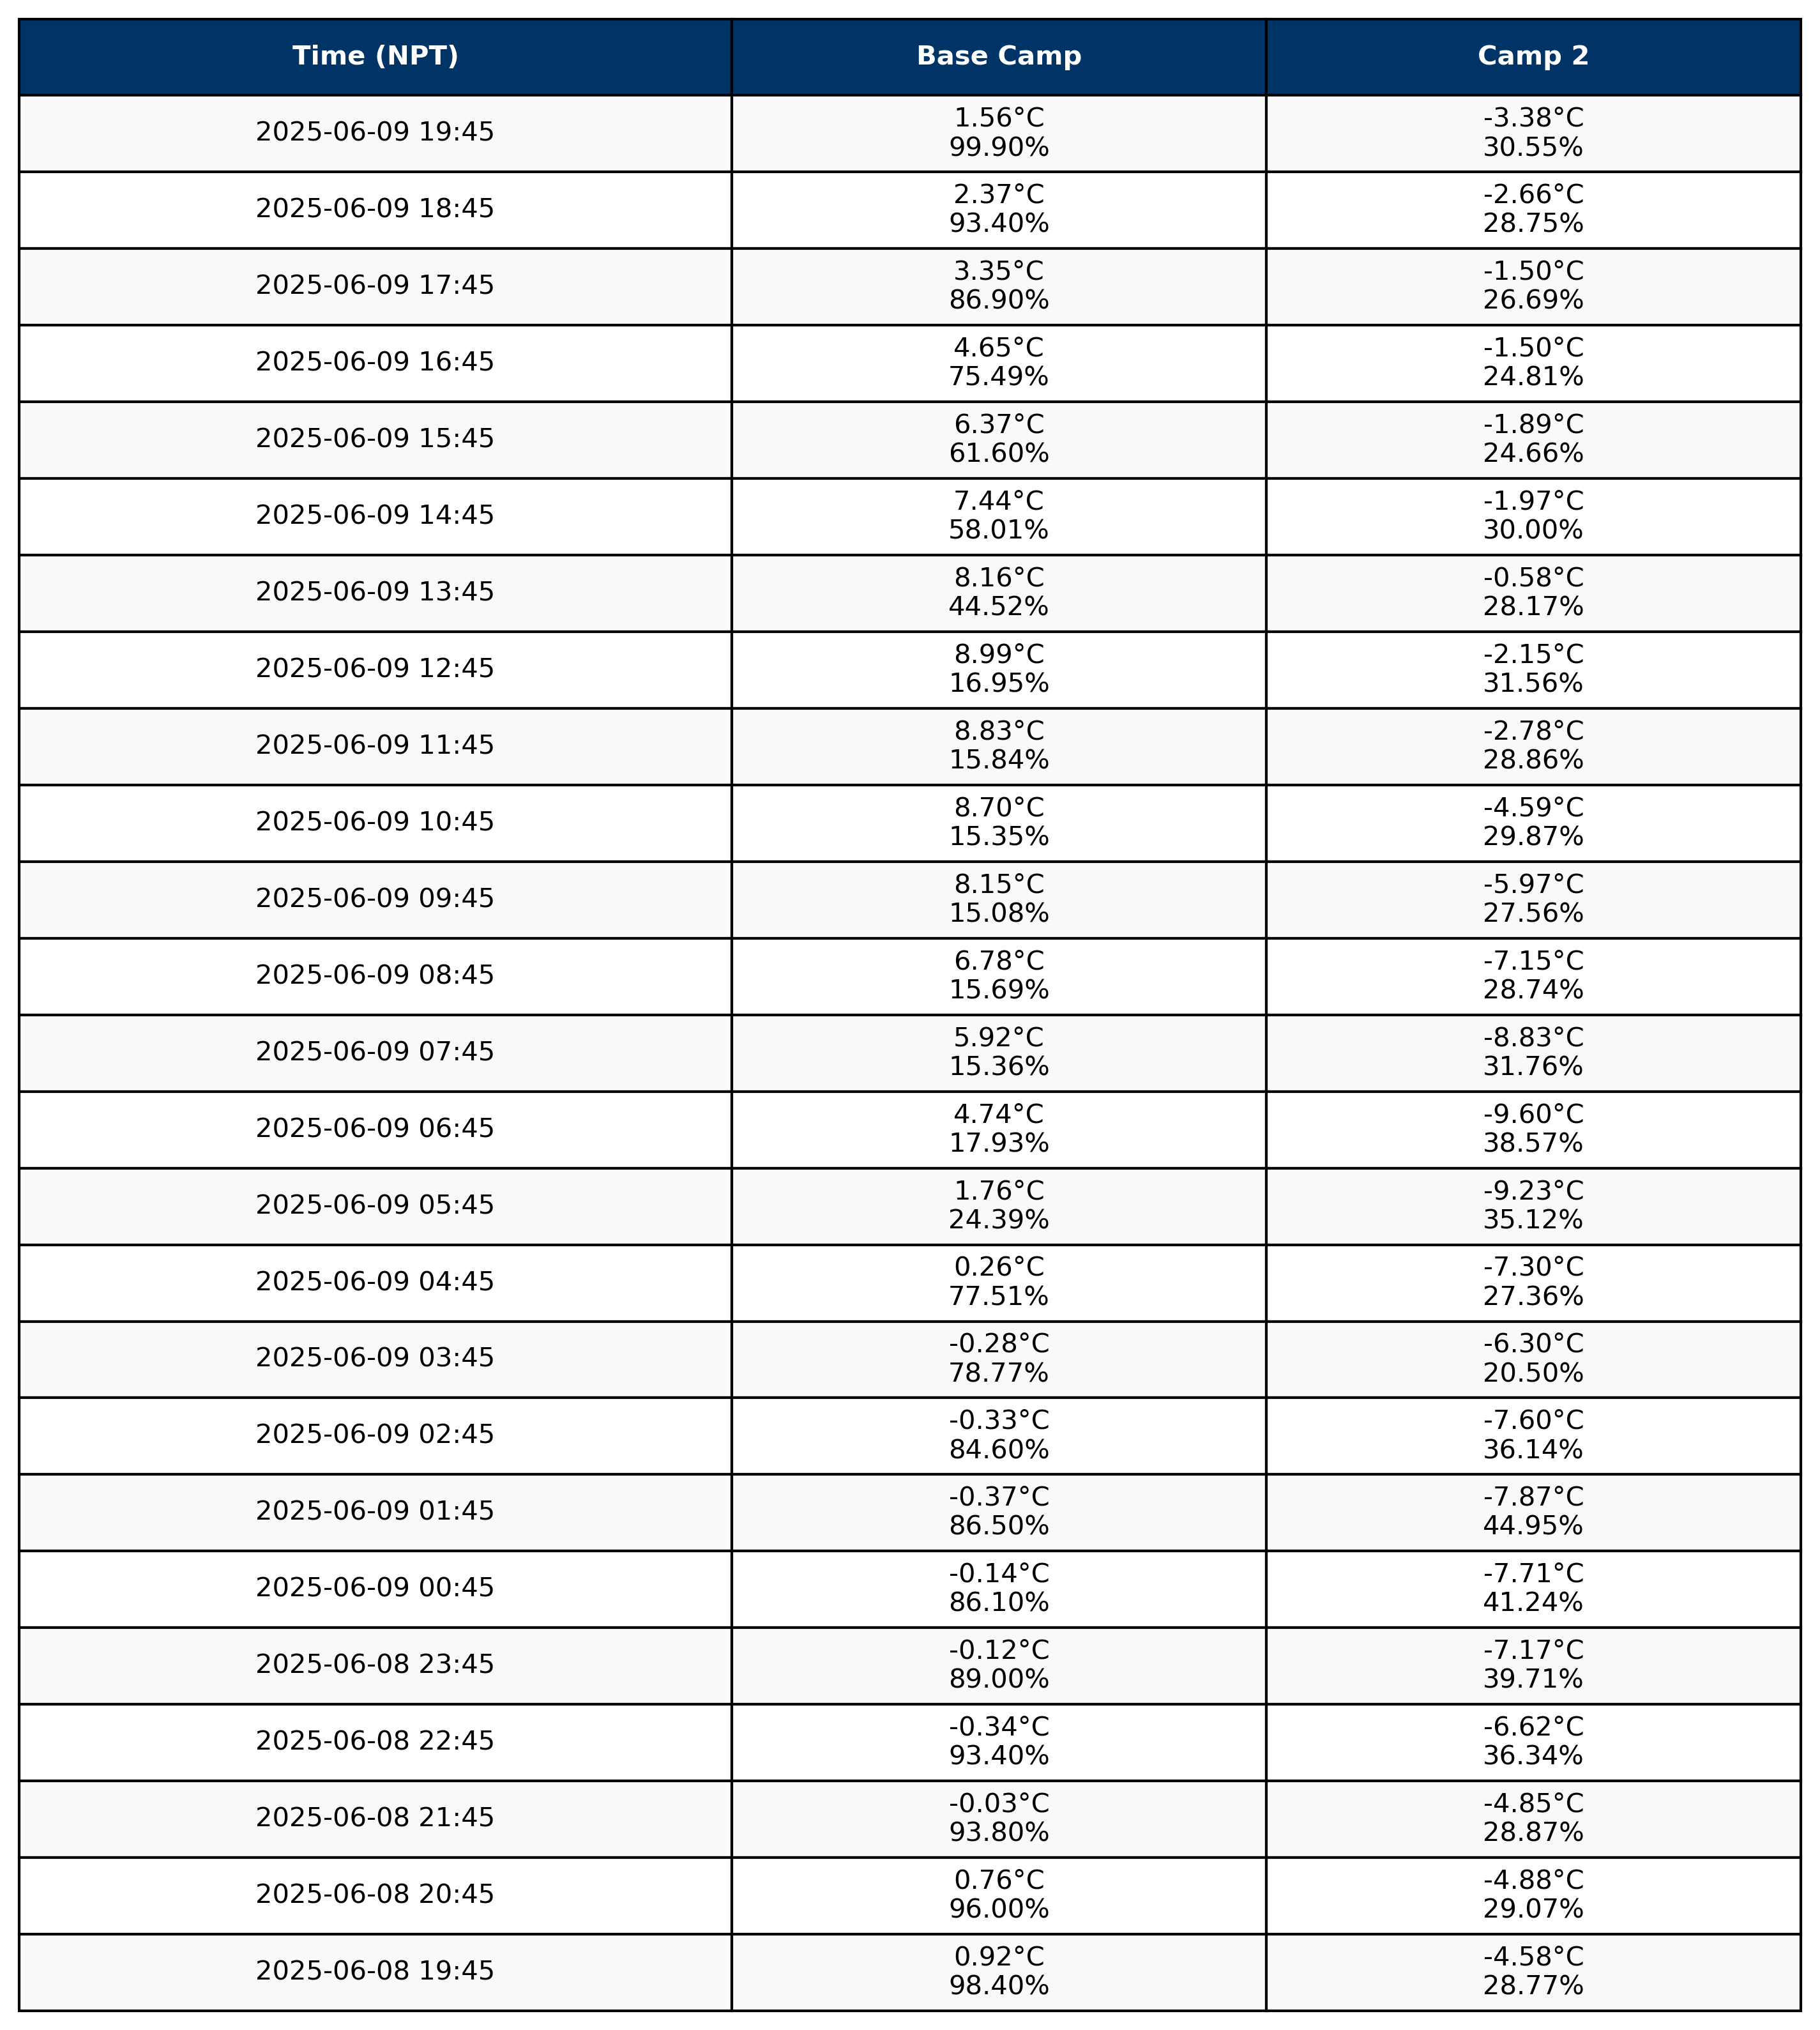 Time (NPT) Base Camp Camp 2
2025-06-09 19:45 1.56°C -3.38°C
99.90% 30.55%
2025-06-09 18:45 2.37°C -2.66°C
93.40% 28.75%
2025-06-09 17:45 3.35°C -1.50°C
86.90% 26.69%
2025-06-09 16:45 4.65°C -1.50°C
75.49% 24.81%
2025-06-09 15:45 6.37°C -1.89°C
61.60% 24.66%
2025-06-09 14:45 7.44°C -1.97°C
58.01% 30.00%
2025-06-09 13:45 8.16°C -0.58°C
44.52% 28.17%
2025-06-09 12:45 8.99°C -2.15°C
16.95% 31.56%
2025-06-09 11:45 8.83°C -2.78°C
15.84% 28.86%
2025-06-09 10:45 8.70°C -4.59°C
15.35% 29.87%
2025-06-09 09:45 8.15°C -5.97°C
15.08% 27.56%
2025-06-09 08:45 6.78°C -7.15°C
15.69% 28.74%
2025-06-09 07:45 5.92°C -8.83°C
15.36% 31.76%
2025-06-09 06:45 4.74°C -9.60°C
17.93% 38.57%
2025-06-09 05:45 1.76°C -9.23°C
24.39% 35.12%
2025-06-09 04:45 0.26°C -7.30°C
77.51% 27.36%
2025-06-09 03:45 -0.28°C -6.30°C
78.77% 20.50%
2025-06-09 02:45 -0.33°C -7.60°C
84.60% 36.14%
2025-06-09 01:45 -0.37°C -7.87°C
86.50% 44.95%
2025-06-09 00:45 -0.14°C -7.71°C
86.10% 41.24%
2025-06-08 23:45 -0.12°C -7.17°C
89.00% 39.71%
2025-06-08 22:45 -0.34°C -6.62°C
93.40% 36.34%
2025-06-08 21:45 -0.03°C -4.85°C
93.80% 28.87%
2025-06-08 20:45 0.76°C -4.88°C
96.00% 29.07%
2025-06-08 19:45 0.92°C -4.58°C
98.40% 28.77%